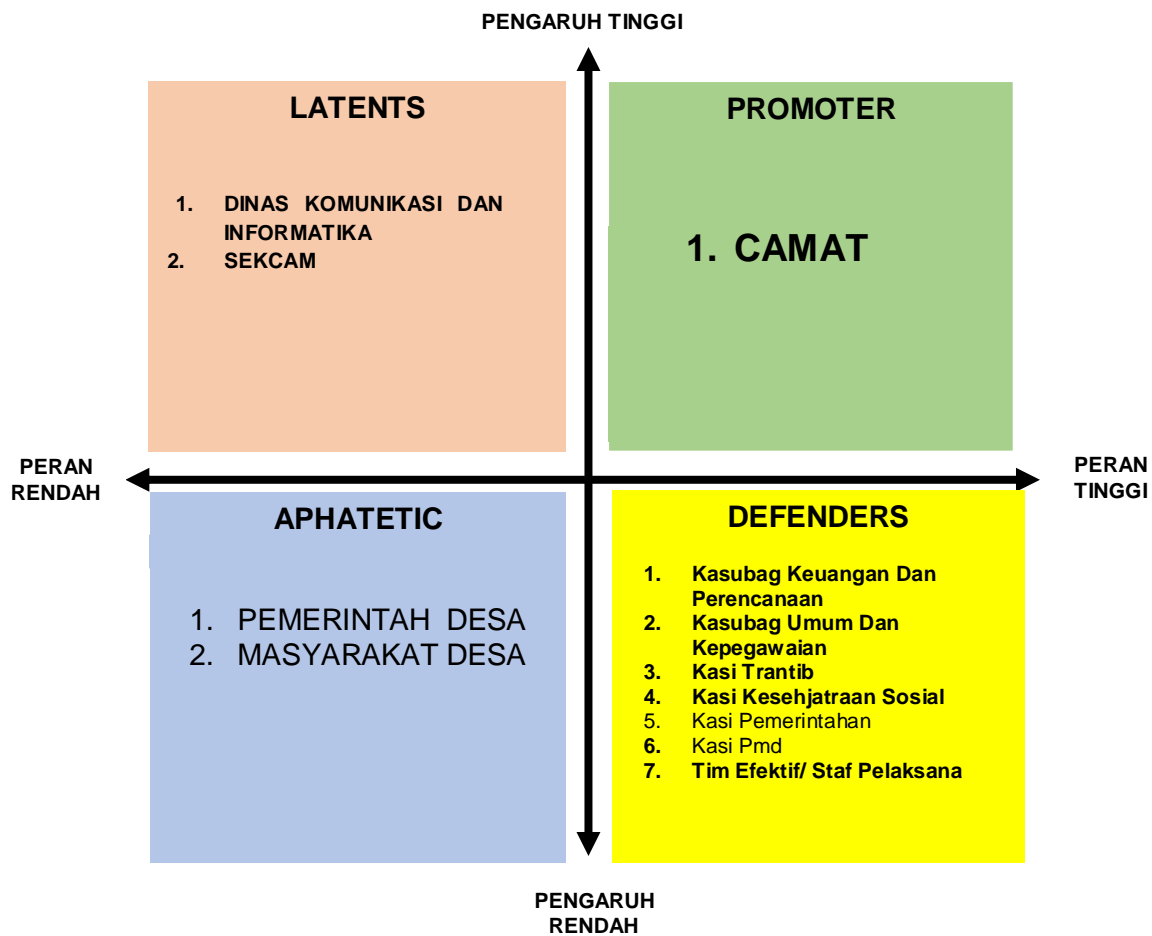 PENGARUH TINGGI
LATENTS
1. DINAS KOMUNIKASI DAN
INFORMATIKA
2. SEKCAM
PROMOTER
1. CAMAT
PERAN
RENDAH
PERAN
TINGGI
APHATETIC
1. PEMERINTAH DESA
2. MASYARAKAT DESA
DEFENDERS
1. Kasubag Keuangan Dan
Perencanaan
2. Kasubag Umum Dan
Kepegawaian
3. Kasi Trantib
4. Kasi Kesehjatraan Sosial
5. Kasi Pemerintahan
6. Kasi Pmd
7. Tim Efektif/ Staf Pelaksana
PENGARUH
RENDAH